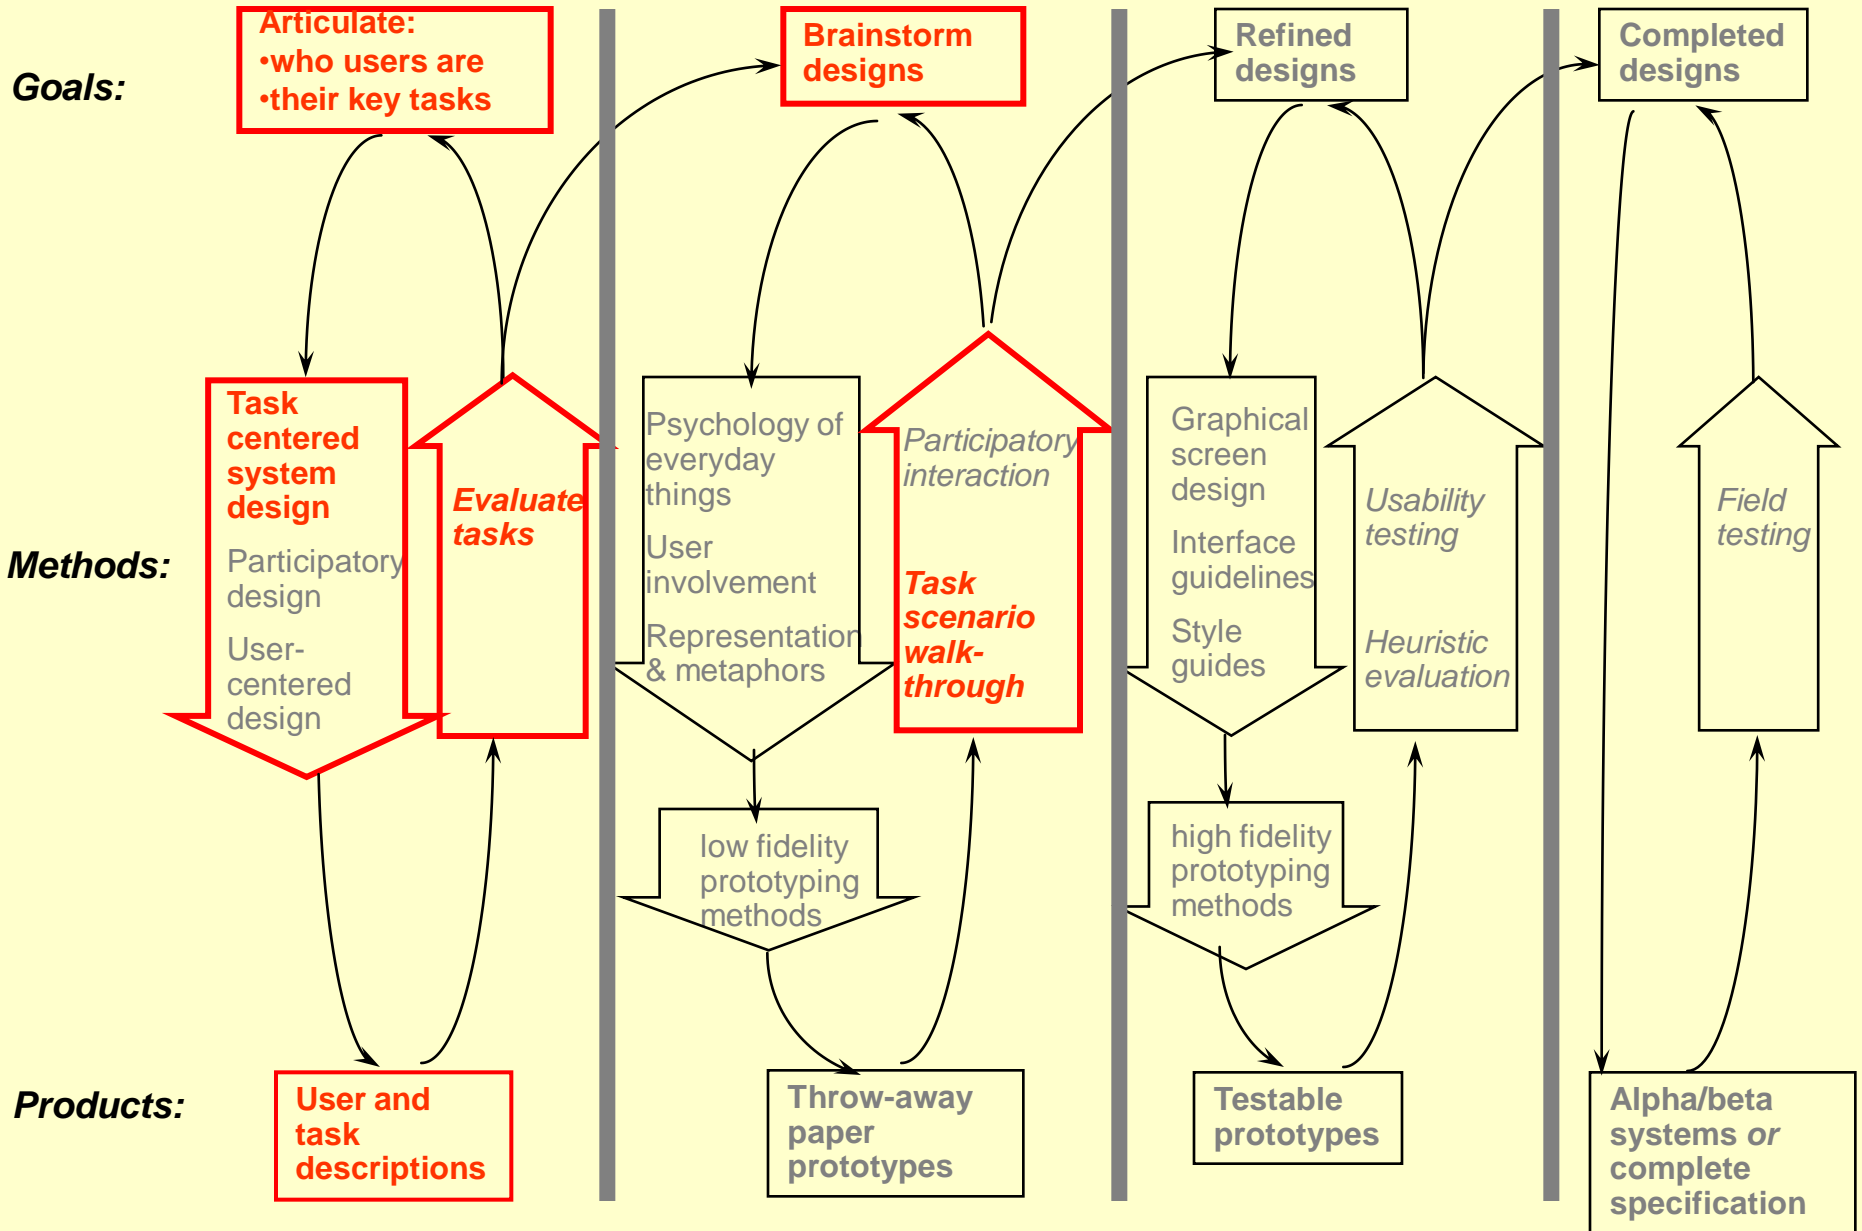 Goals:
Articulate:
•who users are
•their key tasks
Brainstorm
designs
Refined
designs
Completed
designs
Methods:
Task
centered
system
design
Participatory
design
User-
centered
design
Evaluate
tasks
Psychology of
everyday
things
User
involvement
Representation
& metaphors
low fidelity
prototyping
methods
Participatory
interaction
Task
scenario
walk-
through
Graphical
screen
design
Interface
guidelines
Style
guides
high fidelity
prototyping
methods
Usability
testing
Heuristic
evaluation
Field
testing
Products:
User and
task
descriptions
Throw-away
paper
prototypes
Testable
prototypes
Alpha/beta
systems or
complete
specification